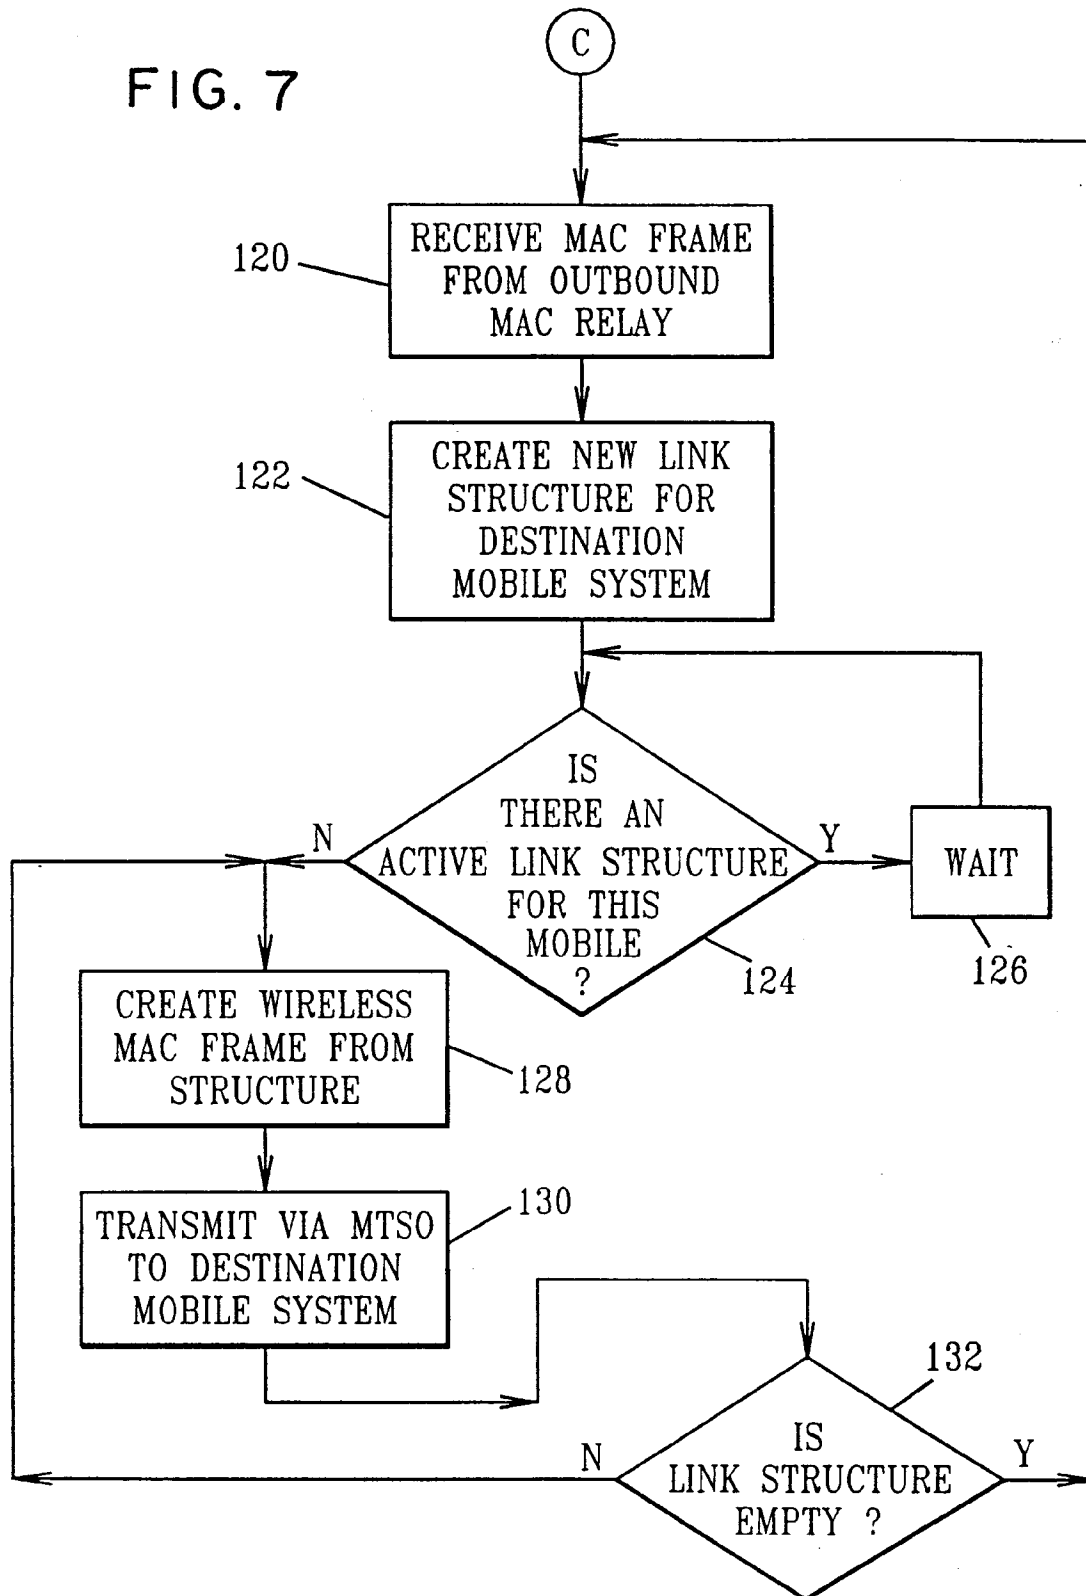 C
FIG. 7
RECEIVE MAC FRAME
FROM OUTBOUND
MAC RELAY
120
CREATE NEW LINK
STRUCTURE FOR
DESTINATION
MOBILE SYSTEM
122
IS
THERE AN
ACTIVE LINK STRUCTURE
FOR THIS
MOBILE
?
N
Y
WAIT
124
126
CREATE WIRELESS
MAC FRAME FROM
STRUCTURE
128
TRANSMIT VIA MTSO
TO DESTINATION
MOBILE SYSTEM
130
132
IS
LINK STRUCTURE
EMPTY ?
N
Y